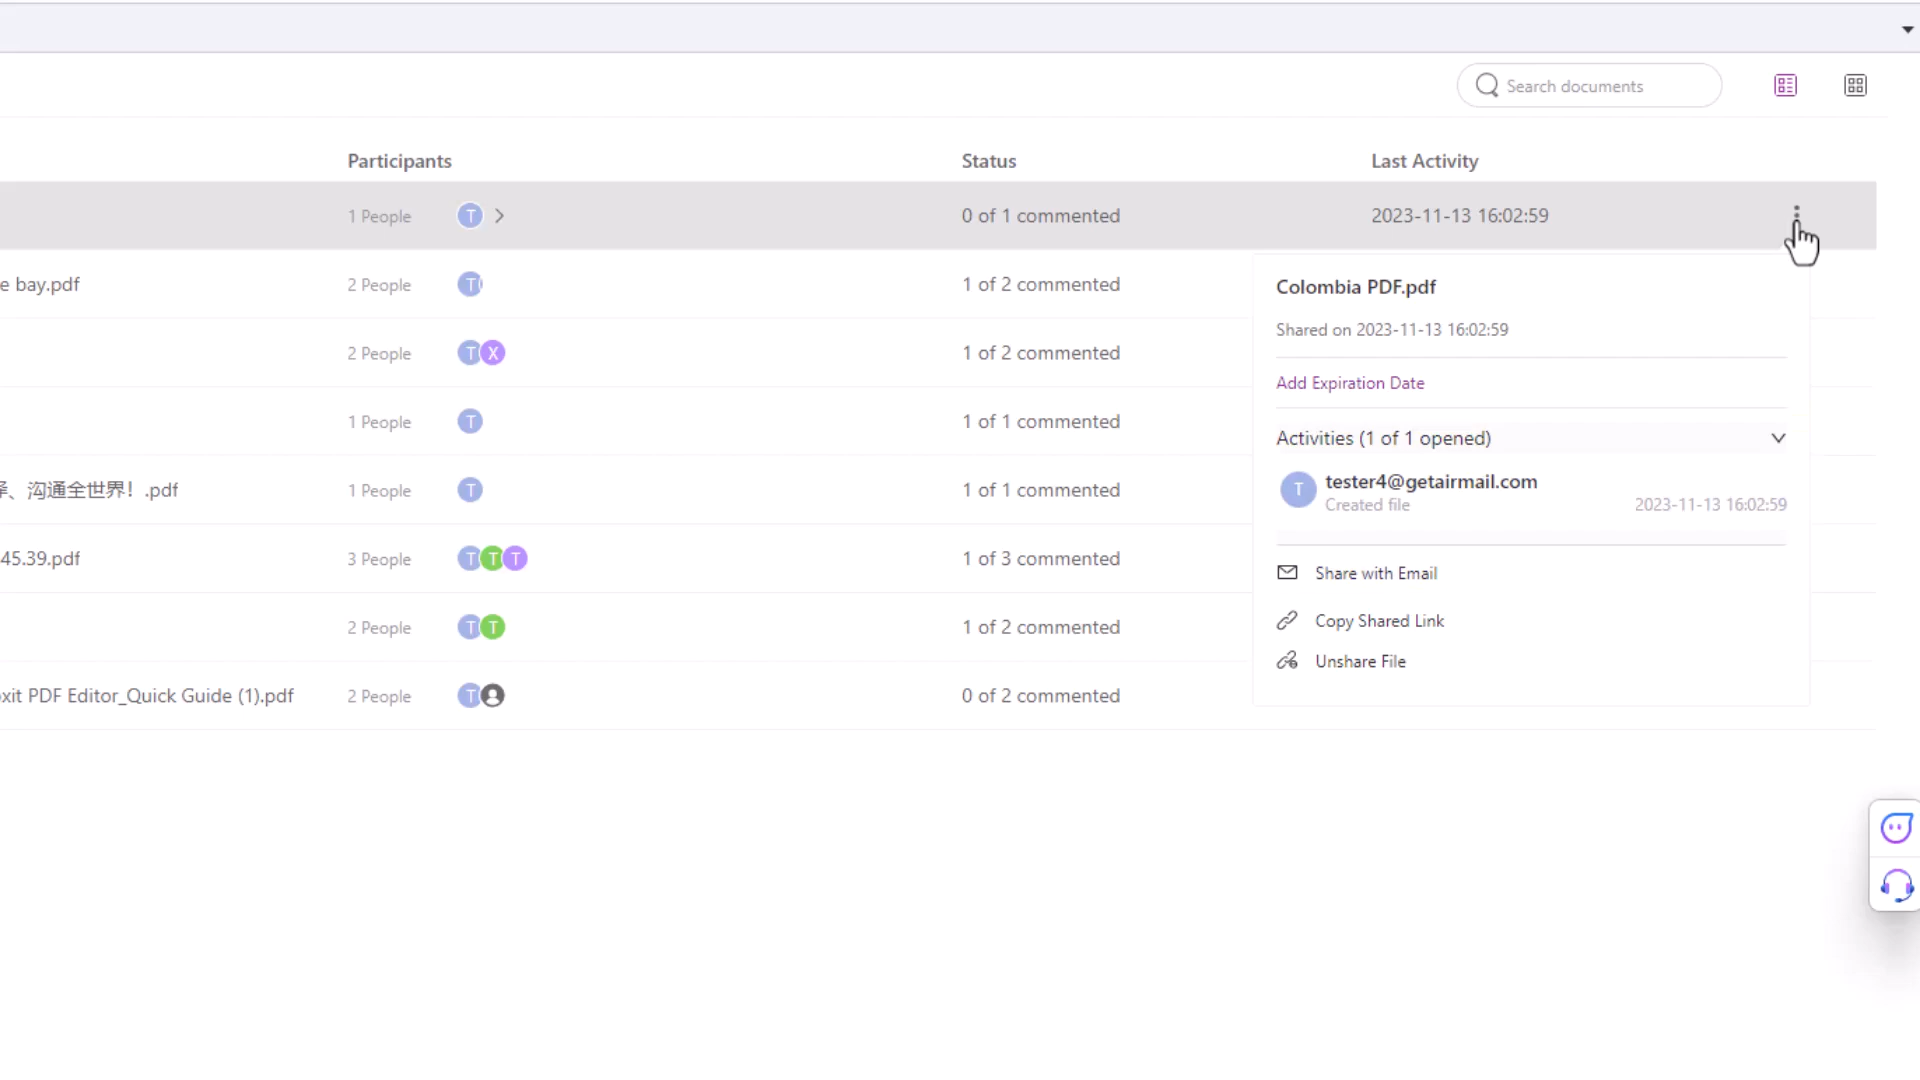 Search documents
Participants Status Last Activity
1 People T 0 of 1 commented 2023-11-13 16:02:59
e bay.pdf 2 People T 1 of 2 commented
2 People T X 1 of 2 commented
1 People T 1 of 1 commented
、沟通全世界！.pdf 1 People T 1 of 1 commented
45.39.pdf 3 People T T T 1 of 3 commented
2 People T T 1 of 2 commented
xit PDF Editor_Quick Guide (1).pdf 2 People T 0 of 2 commented
Colombia PDF.pdf
Shared on 2023-11-13 16:02:59
Add Expiration Date
Activities (1 of 1 opened)
T tester4@getairmail.com
Created file 2023-11-13 16:02:59
Share with Email
Copy Shared Link
Unshare File